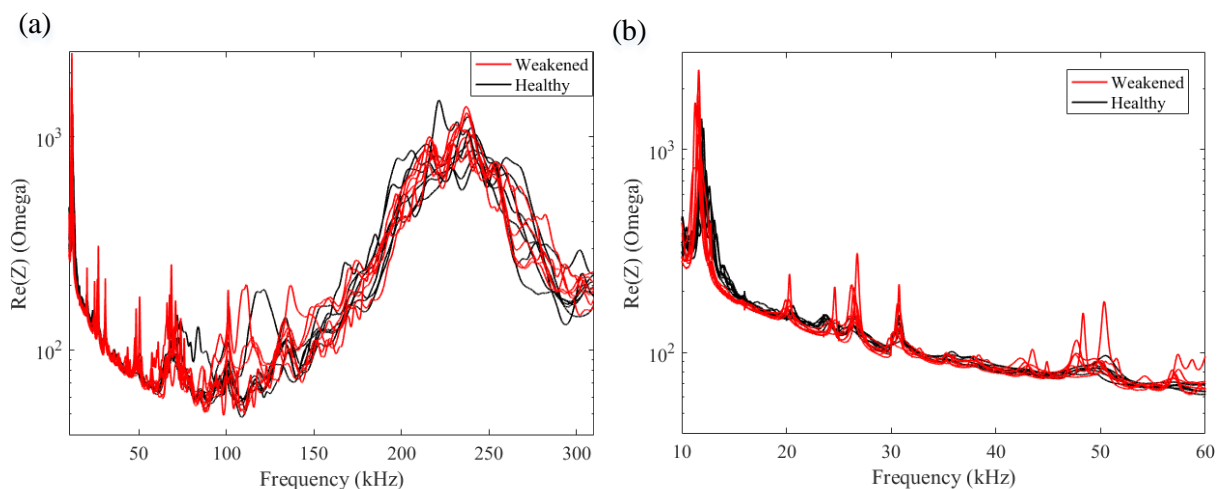 (a)
Weakened
Healthy
10^3
10^2
Re(Z) (Omega)
50 100 150 200 250 300
Frequency (kHz)
(b)
Weakened
Healthy
10^3
10^2
Re(Z) (Omega)
10 20 30 40 50 60
Frequency (kHz)